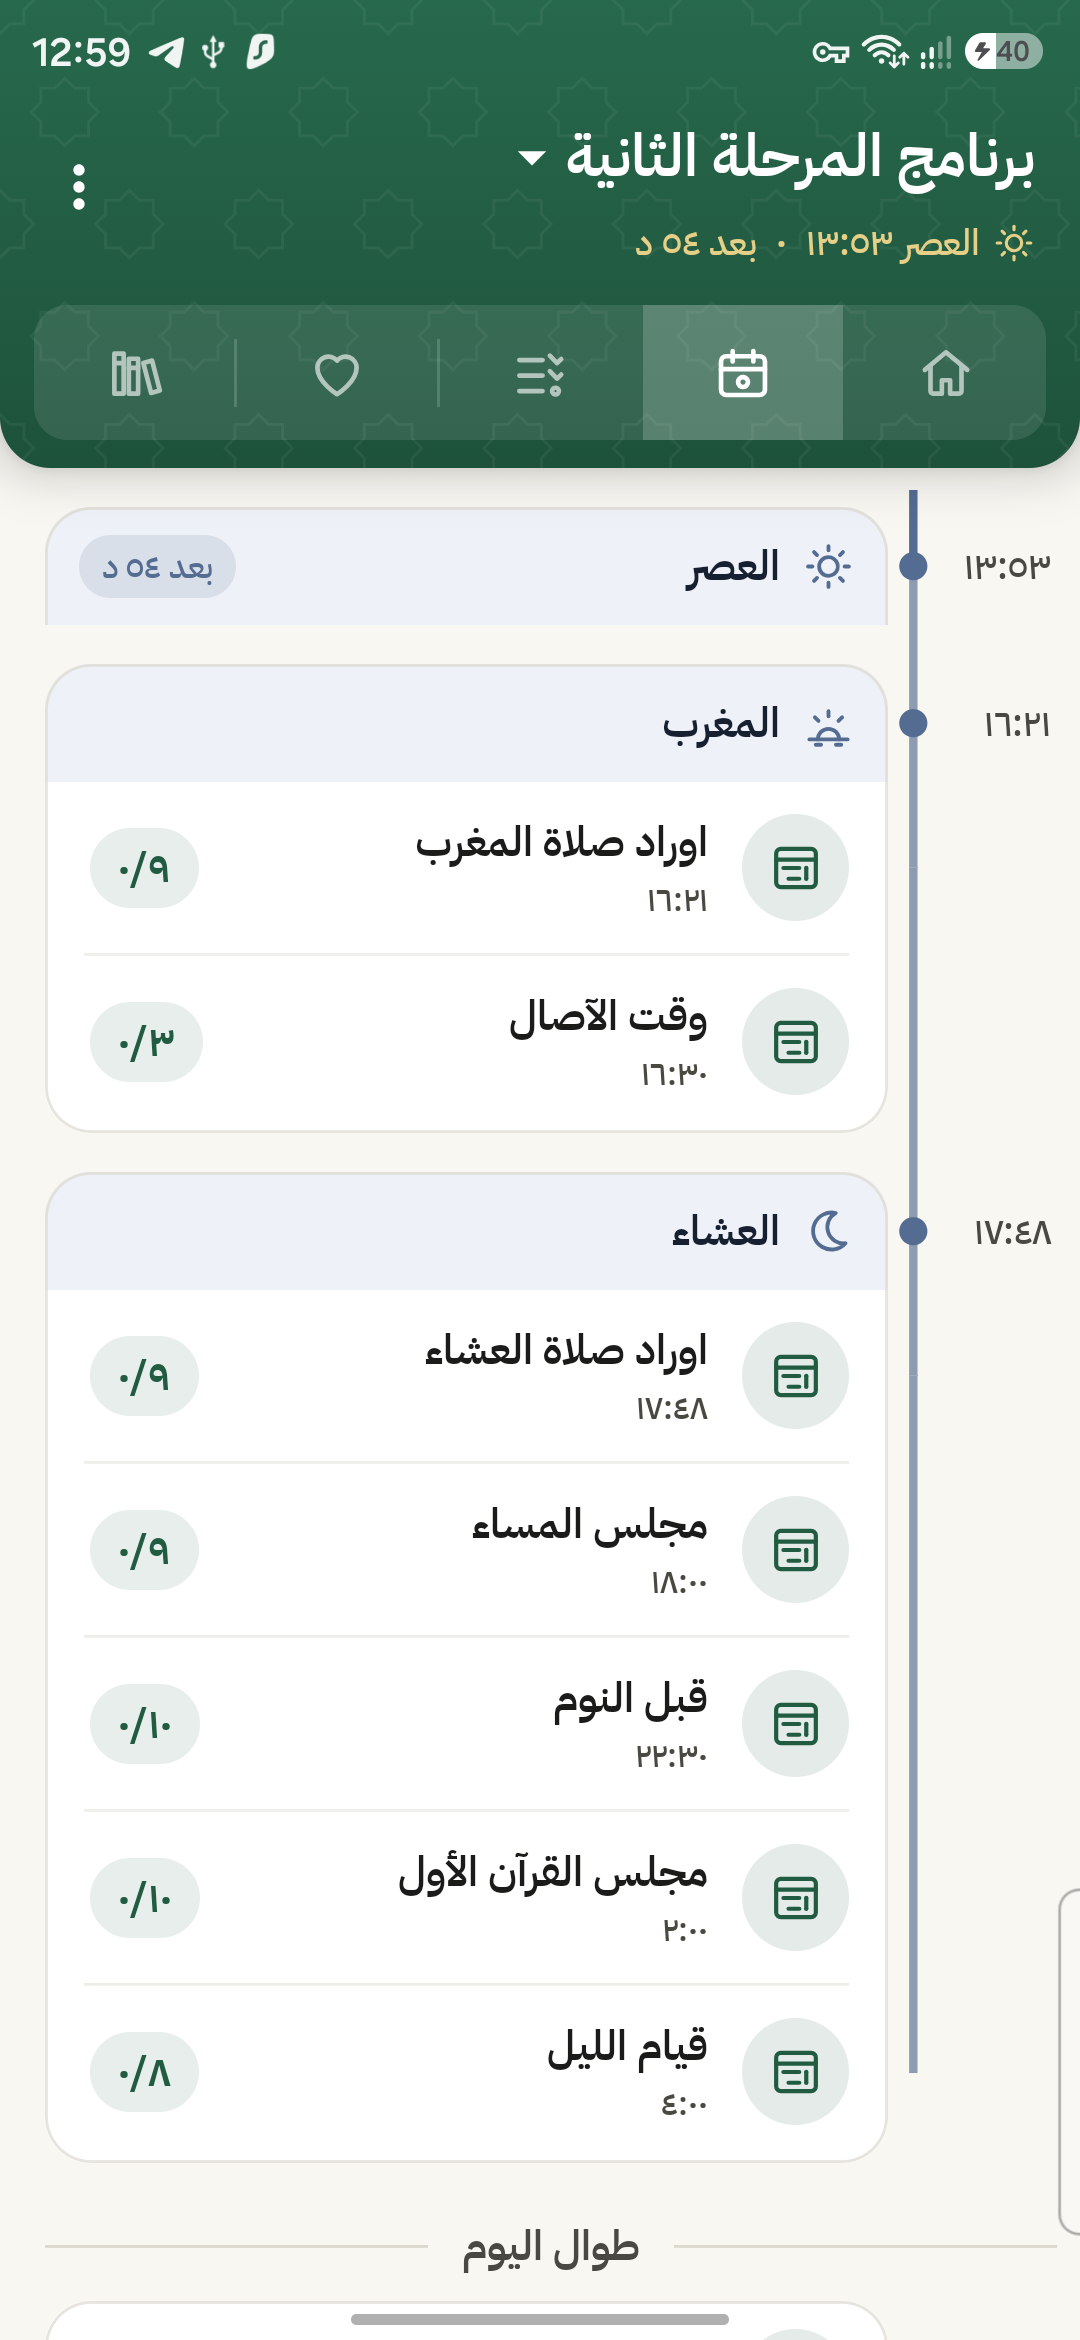 12:59
40
برنامج المرحلة الثانية
العصر ١٣:٥٣ • بعد ٥٤ د
١٣:٥٣
العصر
بعد ٥٤ د
١٦:٢١
المغرب
اوراد صلاة المغرب
١٦:٢١
٠/٩
وقت الآصال
١٦:٣٠
٠/٣
١٧:٤٨
العشاء
اوراد صلاة العشاء
١٧:٤٨
٠/٩
مجلس المساء
١٨:٠٠
٠/٩
قبل النوم
٢٢:٣٠
٠/١٠
مجلس القرآن الأول
٢:٠٠
٠/١٠
قيام الليل
٤:٠٠
٠/٨
طوال اليوم